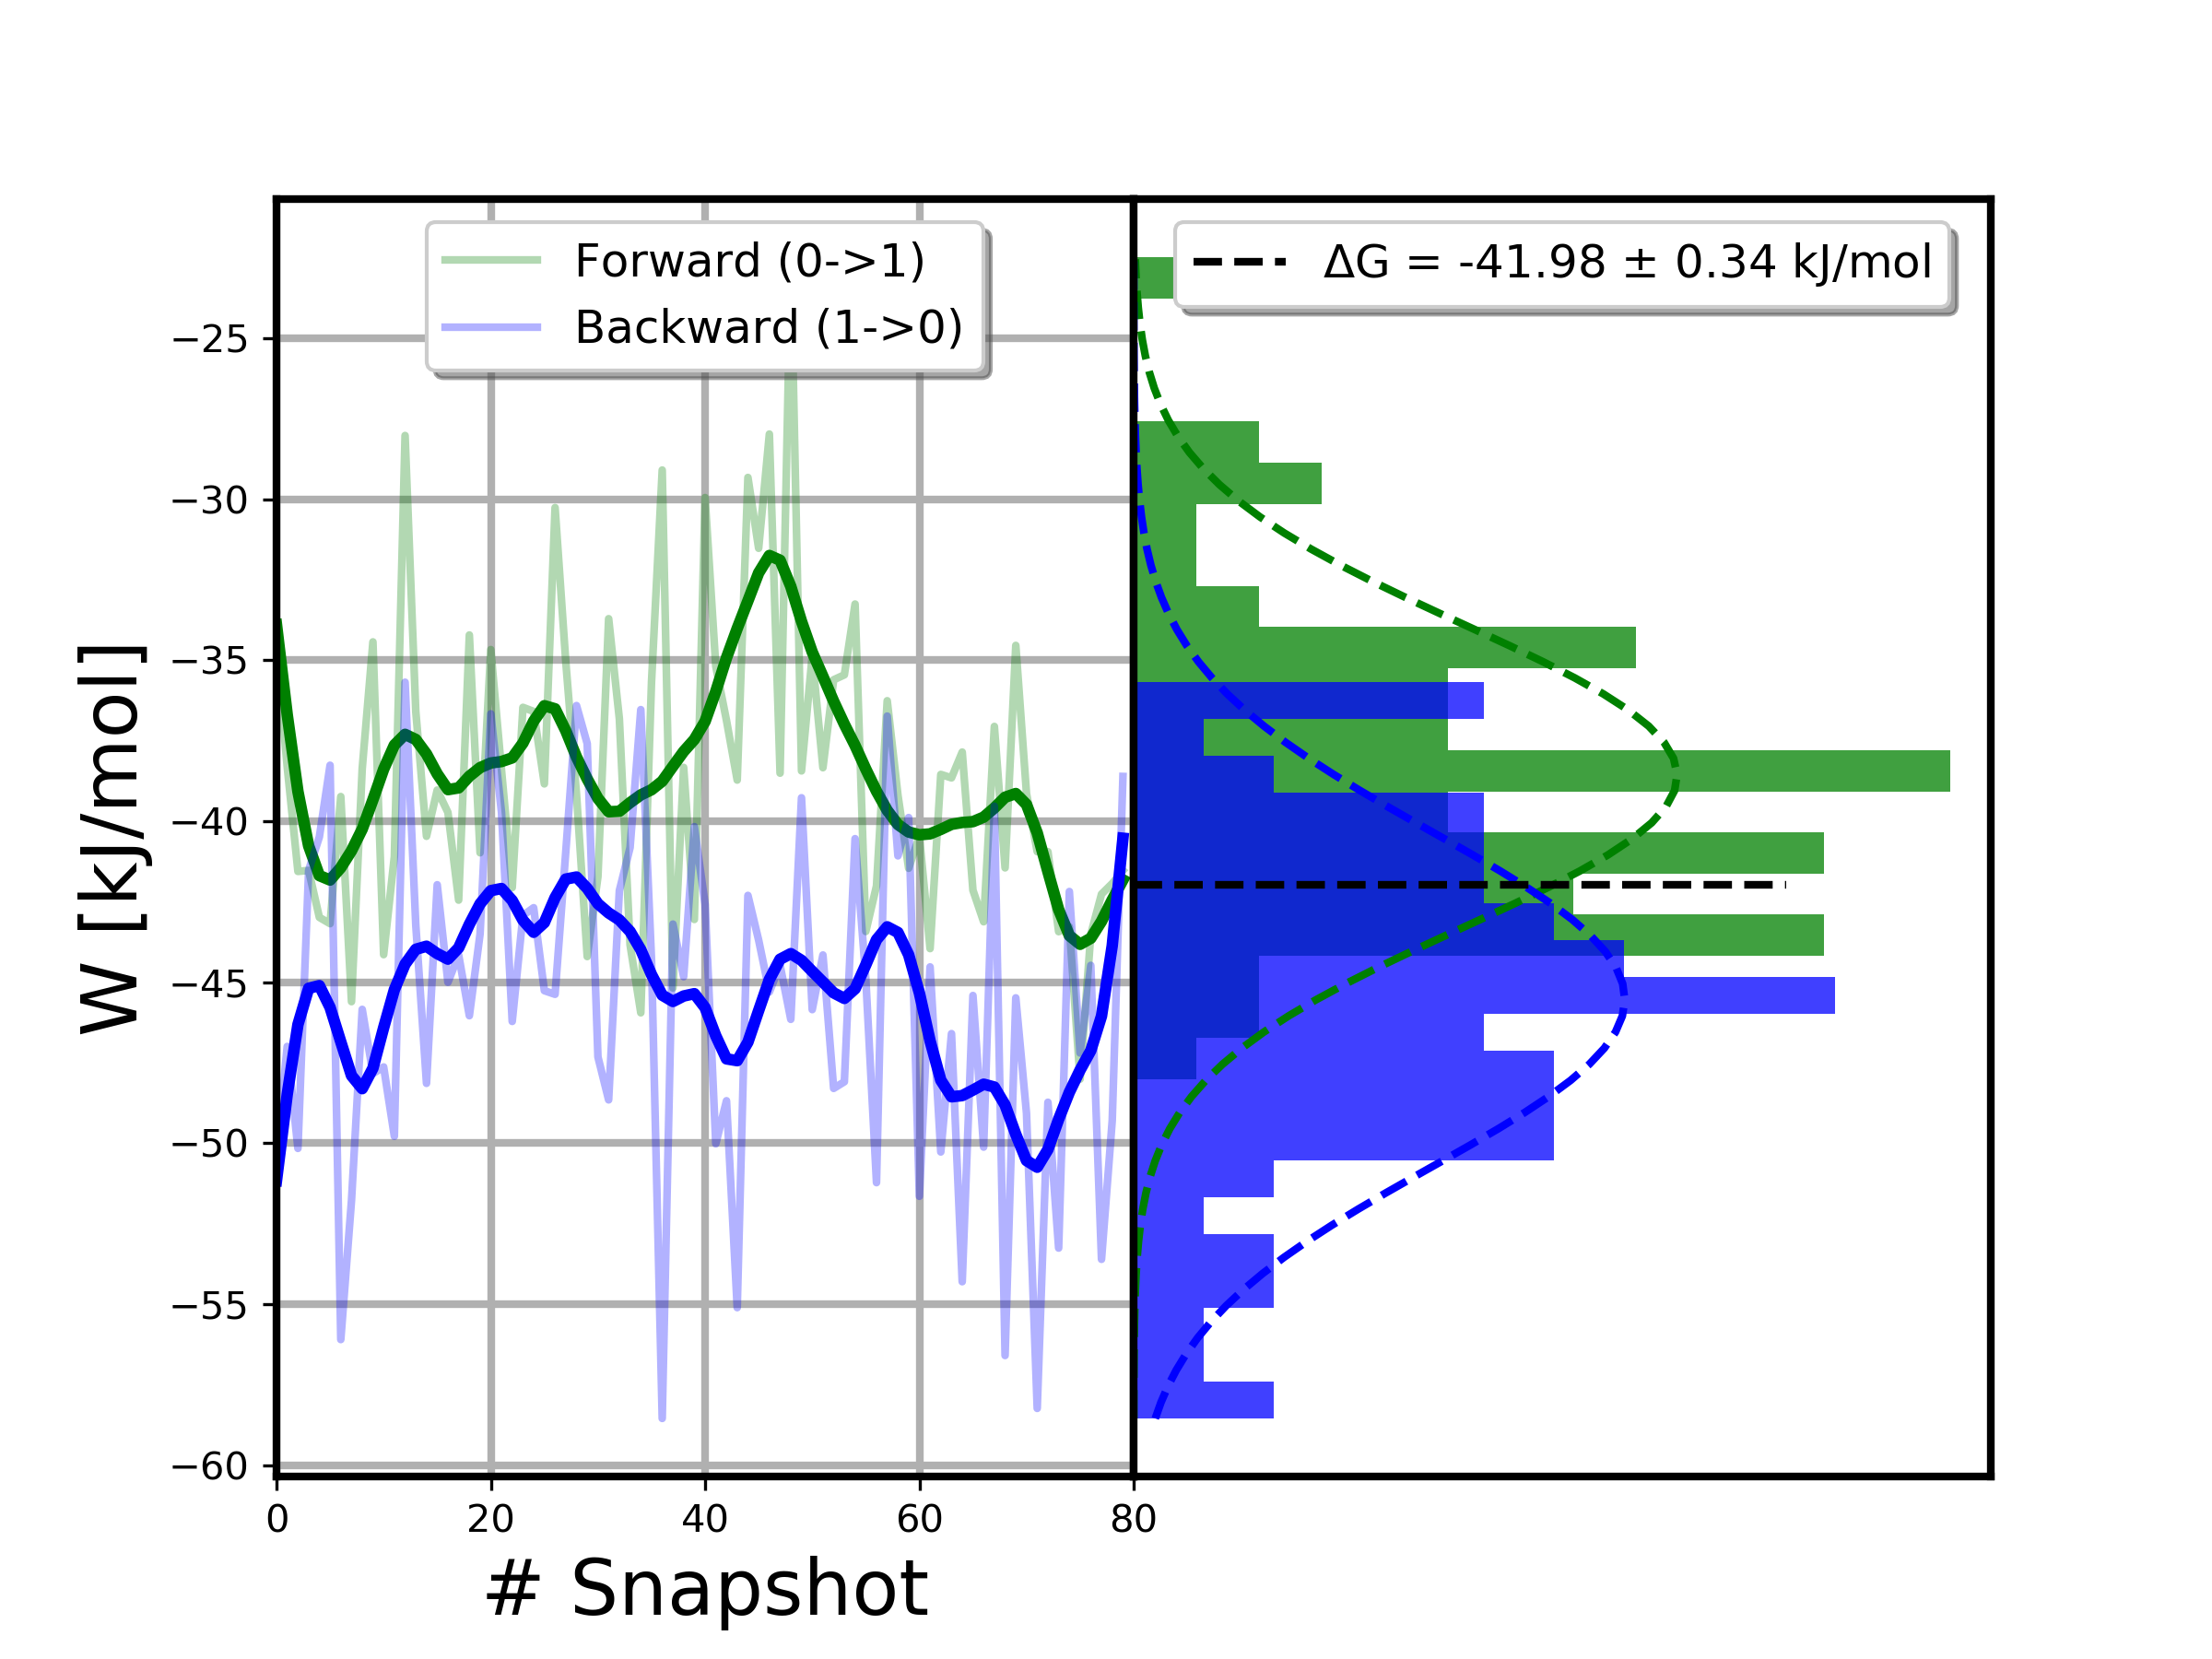 Forward (0->1)
Backward (1->0)
ΔG = -41.98 ± 0.34 kJ/mol
W [kJ/mol]
−25
−30
−35
−40
−45
−50
−55
−60
0 20 40 60 80
# Snapshot